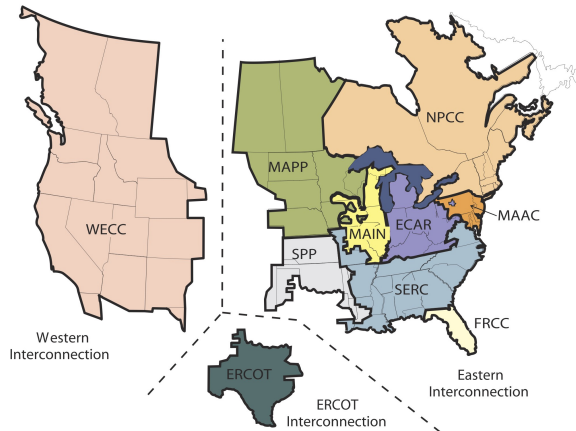 NPCC
MAPP
MAAC
WECC
MAIN
ECAR
SPP
SERC
FRCC
Western
Interconnection
ERCOT
Eastern
Interconnection
ERCOT
Interconnection